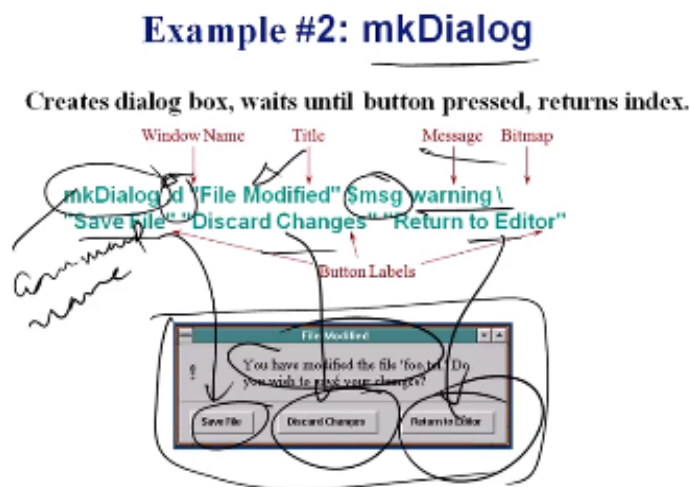 Example #2: mkDialog
Creates dialog box, waits until button pressed, returns index.
Window Name Title Message Bitmap
mkDialog .d "File Modified" $msg warning \
"Save File" "Discard Changes" "Return to Editor"
Button Labels
command
name
File Modified
! You have modified the file 'foo.txt.' Do
you wish to save your changes?
Save File Discard Changes Return to Editor